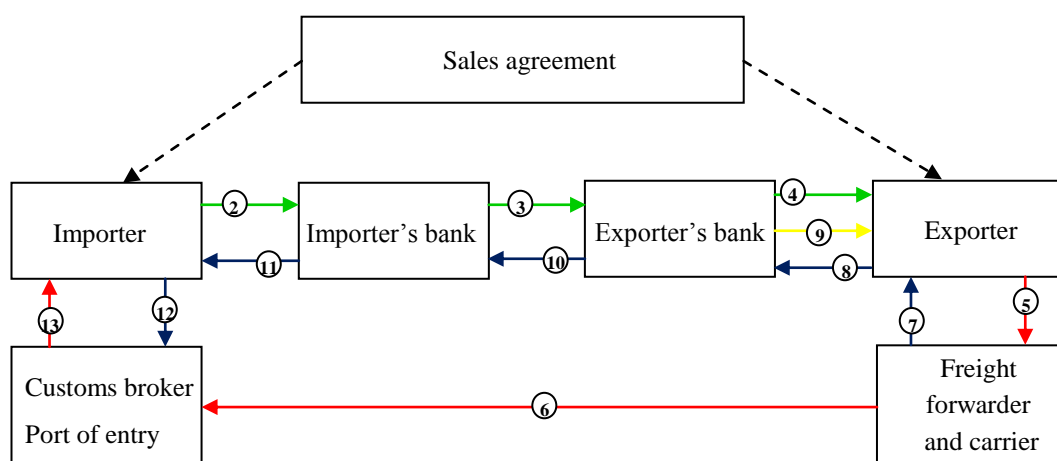 Sales agreement
2
3
4
Importer
Importer’s bank
Exporter’s bank
9
Exporter
11
10
8
13
12
7
5
Customs broker
Port of entry
6
Freight
forwarder
and carrier